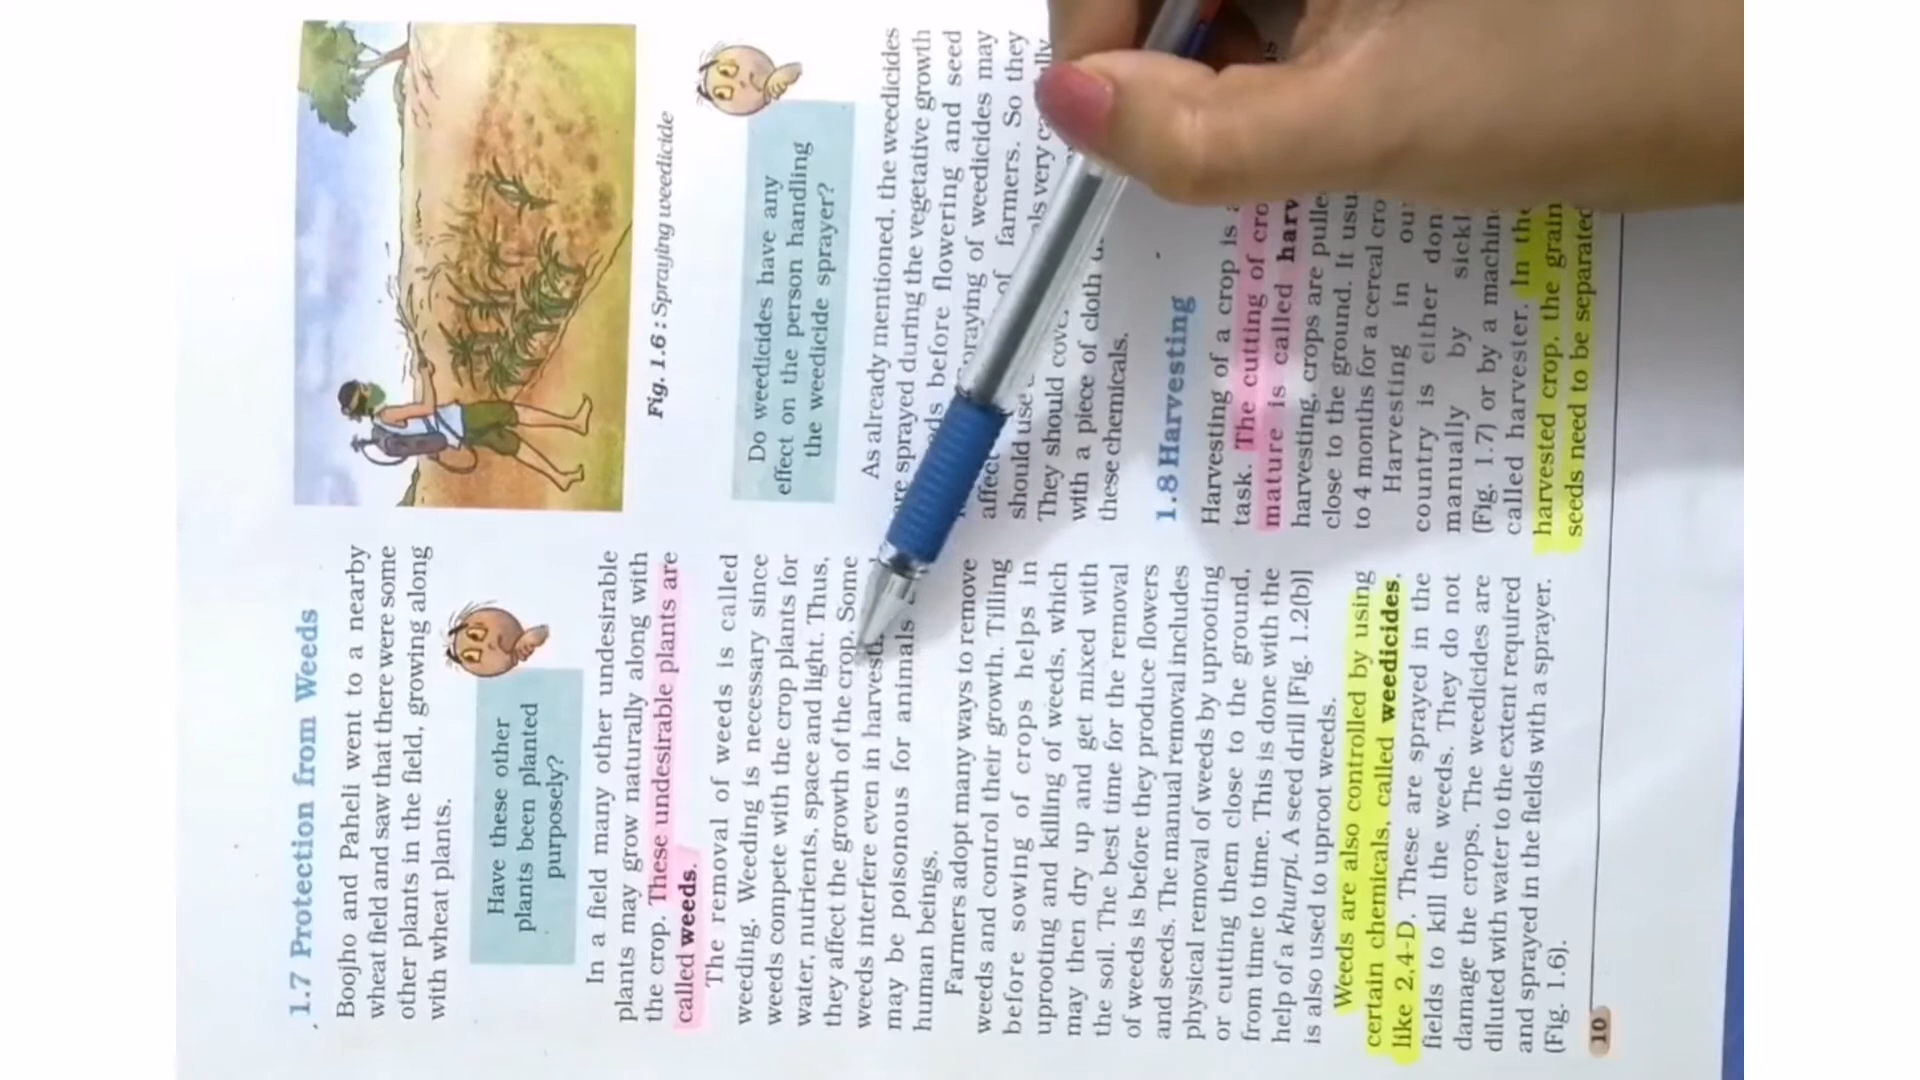 1.7 Protection from Weeds
Boojho and Paheli went to a nearby
wheat field and saw that there were some
other plants in the field, growing along
with wheat plants.
Have these other
plants been planted
purposely?
In a field many other undesirable
plants may grow naturally along with
the crop. These undesirable plants are
called weeds.
The removal of weeds is called
weeding. Weeding is necessary since
weeds compete with the crop plants for
water, nutrients, space and light. Thus,
they affect the growth of the crop. Some
weeds interfere even in
may be poisonous for animals
human beings.
Farmers adopt many ways to remove
weeds and control their growth. Tilling
before sowing of crops helps in
uprooting and killing of weeds, which
may then dry up and get mixed with
the soil. The best time for the removal
of weeds is before they produce flowers
and seeds. The manual removal includes
physical removal of weeds by uprooting
or cutting them close to the ground,
from time to time. This is done with the
help of a khurpi. A seed drill [Fig. 1.2(b)]
is also used to uproot weeds.
Weeds are also controlled by using
certain chemicals, called weedicides,
like 2,4-D. These are sprayed in the
fields to kill the weeds. They do not
damage the crops. The weedicides are
diluted with water to the extent required
and sprayed in the fields with a sprayer.
(Fig. 1.6).
10
Fig. 1.6 : Spraying weedicide
Do weedicides have any
effect on the person handling
the weedicide sprayer?
As already mentioned, the weedicides
are sprayed during the vegetative growth
before flowering and seed
spraying of weedicides may
of farmers. So they
should use very
They should
with a piece of cloth
these chemicals.
1.8 Harvesting
Harvesting of a crop is
task. The cutting of
mature is called
harvesting, crops are
close to the ground. It
to 4 months for a cereal
Harvesting in
country is either
manually by
(Fig. 1.7) or by a
called harvester. In the
harvested crop, the grain
seeds need to be separated